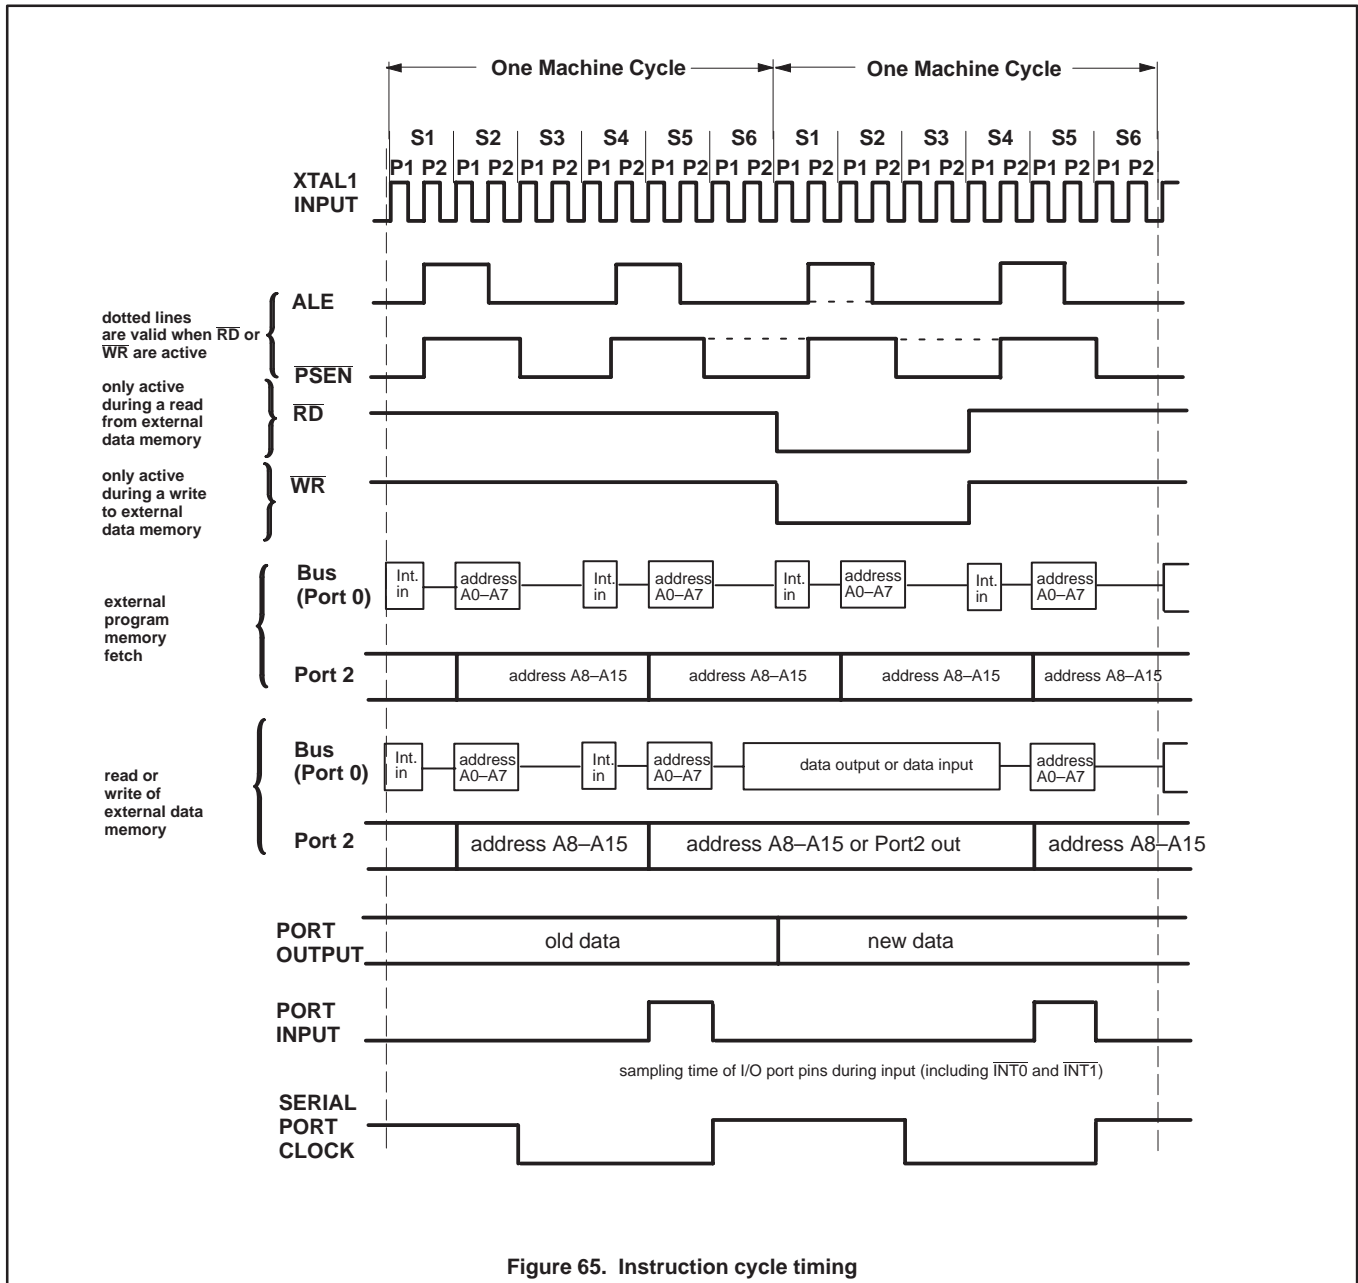 One Machine Cycle One Machine Cycle
S1 S2 S3 S4 S5 S6 S1 S2 S3 S4 S5 S6
P1 P2 P1 P2 P1 P2 P1 P2 P1 P2 P1 P2 P1 P2 P1 P2 P1 P2 P1 P2 P1 P2 P1 P2
XTAL1
INPUT
ALE
dotted lines
are valid when RD or
WR are active
PSEN
only active
during a read
from external
data memory
RD
only active
during a write
to external
data memory
WR
external
program
memory
fetch
Bus
(Port 0)
Int. address Int. address Int. address Int. address
in A0–A7 in A0–A7 in A0–A7 in A0–A7
Port 2
address A8–A15 address A8–A15 address A8–A15 address A8–A15
read or
write of
external data
memory
Bus
(Port 0)
Int. address Int. address data output or data input address
in A0–A7 in A0–A7 A0–A7
Port 2
address A8–A15 address A8–A15 or Port2 out address A8–A15
PORT
OUTPUT
old data new data
PORT
INPUT
sampling time of I/O port pins during input (including INT0 and INT1)
SERIAL
PORT
CLOCK
Figure 65. Instruction cycle timing